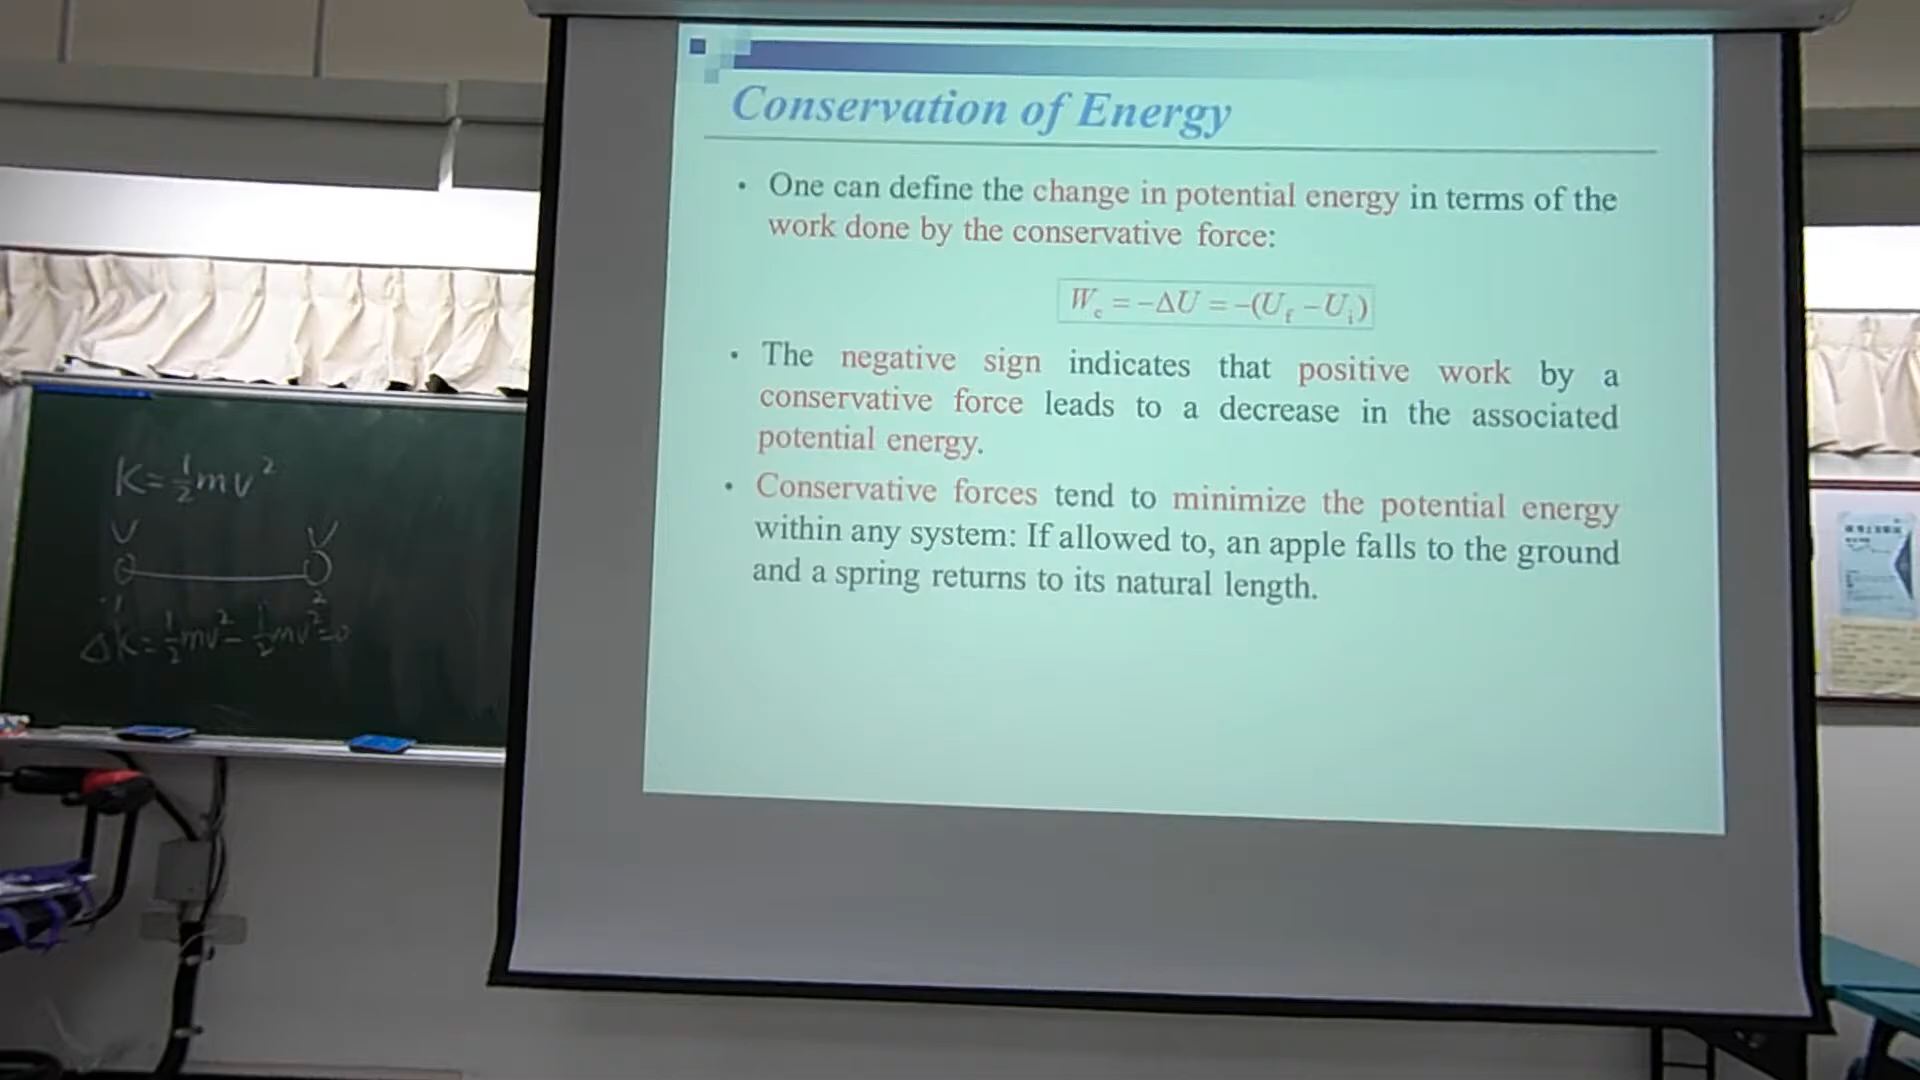 Conservation of Energy
• One can define the change in potential energy in terms of the
work done by the conservative force:
W_c = -ΔU = -(U_f - U_i)
• The negative sign indicates that positive work by a
conservative force leads to a decrease in the associated
potential energy.
• Conservative forces tend to minimize the potential energy
within any system: If allowed to, an apple falls to the ground
and a spring returns to its natural length.
K = ½mv²
V V
1 2
ΔK = ½mv² - ½mv² = 0